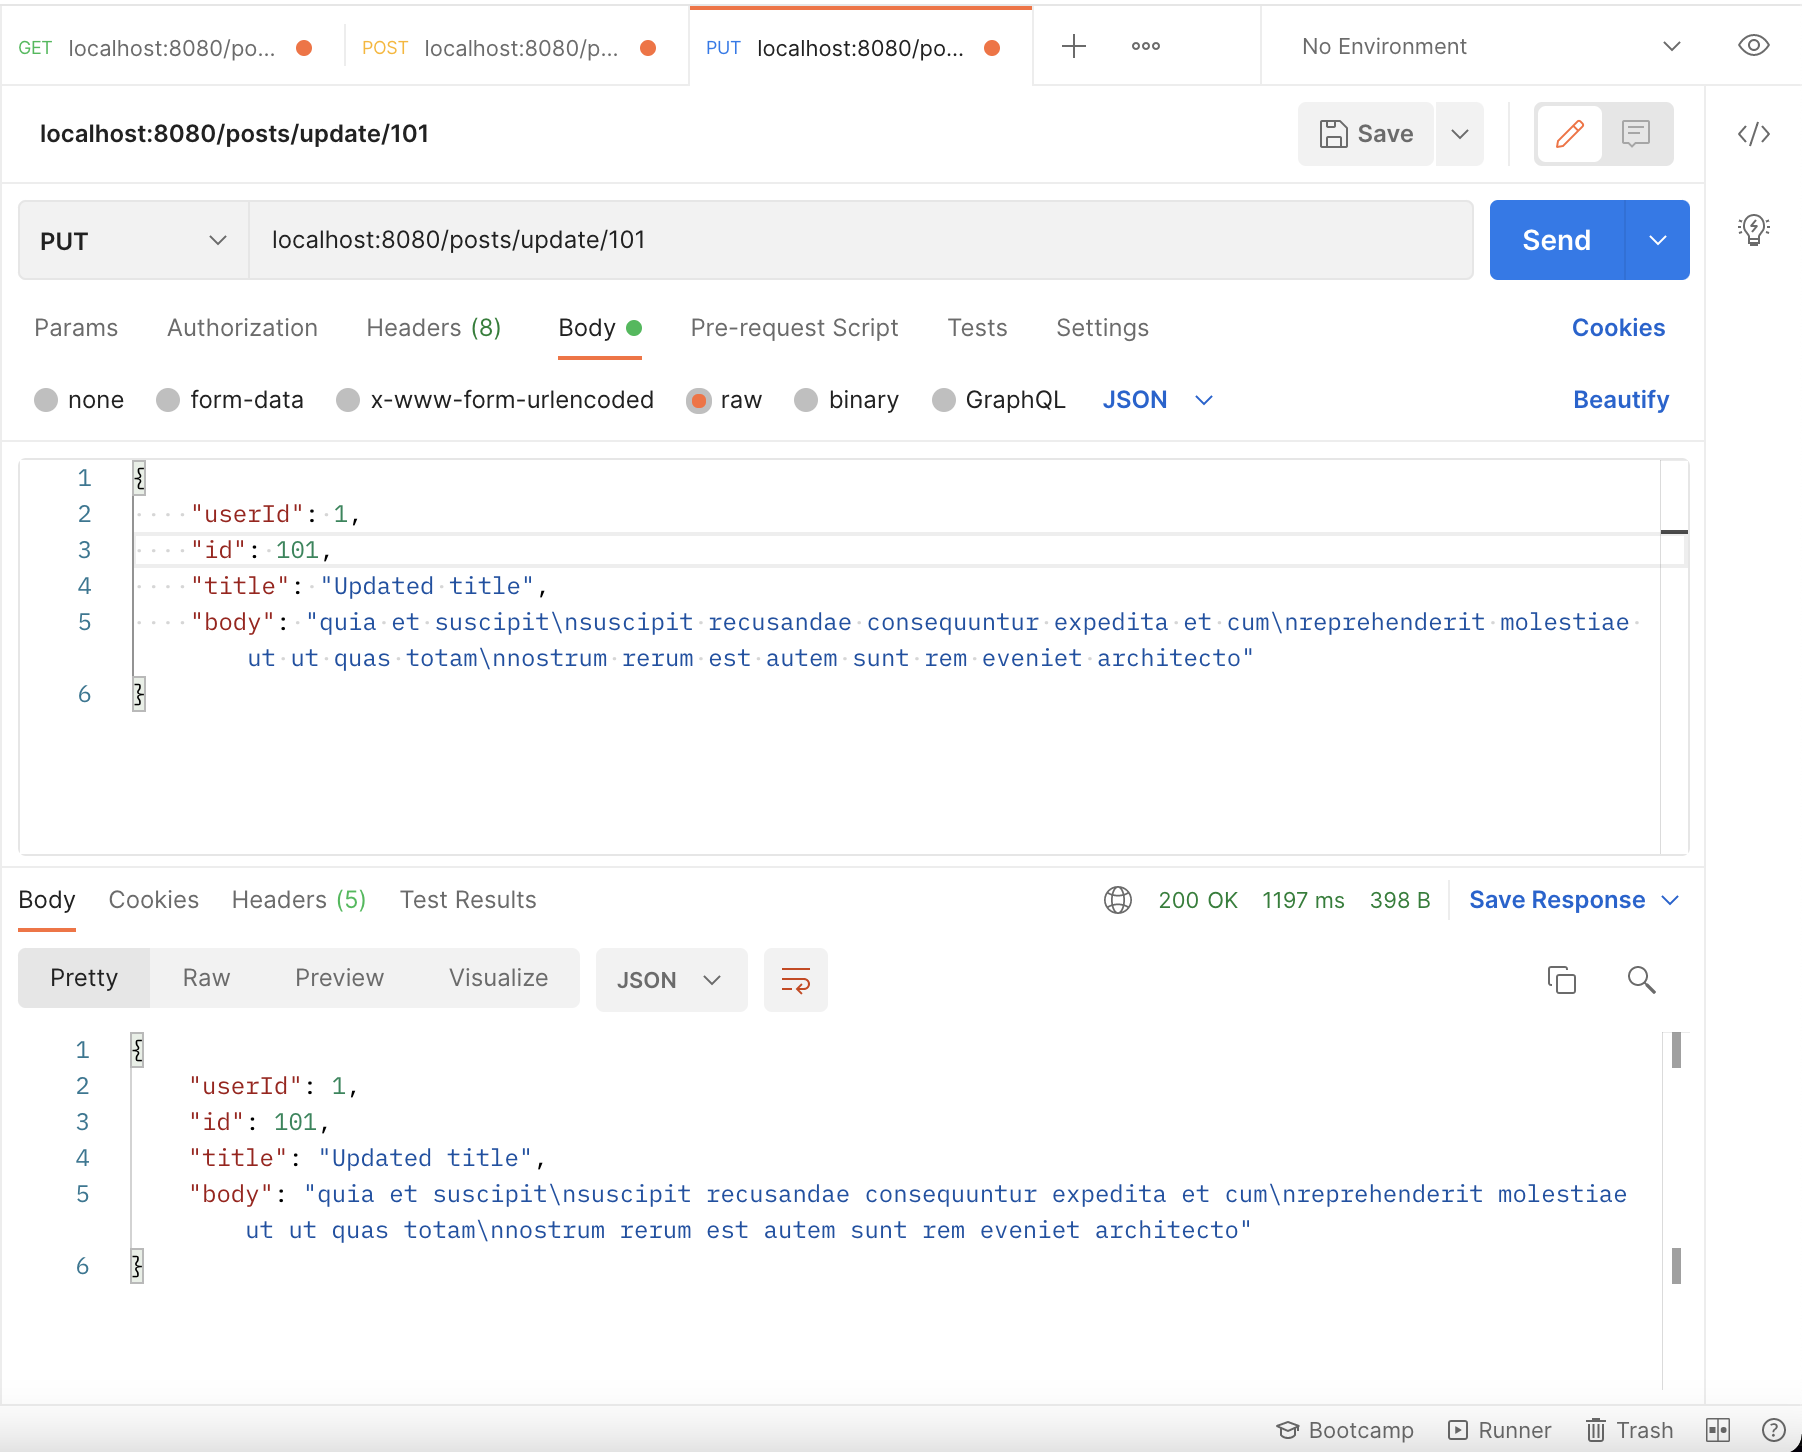 GET localhost:8080/po...
POST localhost:8080/p...
PUT localhost:8080/po...
No Environment
localhost:8080/posts/update/101
Save
PUT
localhost:8080/posts/update/101
Send
Params
Authorization
Headers (8)
Body
Pre-request Script
Tests
Settings
Cookies
none
form-data
x-www-form-urlencoded
raw
binary
GraphQL
JSON
Beautify
1 {
2 "userId": 1,
3 "id": 101,
4 "title": "Updated title",
5 "body": "quia et suscipit\nsuscipit recusandae consequuntur expedita et cum\nreprehenderit molestiae
ut ut quas totam\nnostrum rerum est autem sunt rem eveniet architecto"
6 }
Body
Cookies
Headers (5)
Test Results
200 OK
1197 ms
398 B
Save Response
Pretty
Raw
Preview
Visualize
JSON
1 {
2 "userId": 1,
3 "id": 101,
4 "title": "Updated title",
5 "body": "quia et suscipit\nsuscipit recusandae consequuntur expedita et cum\nreprehenderit molestiae
ut ut quas totam\nnostrum rerum est autem sunt rem eveniet architecto"
6 }
Bootcamp
Runner
Trash